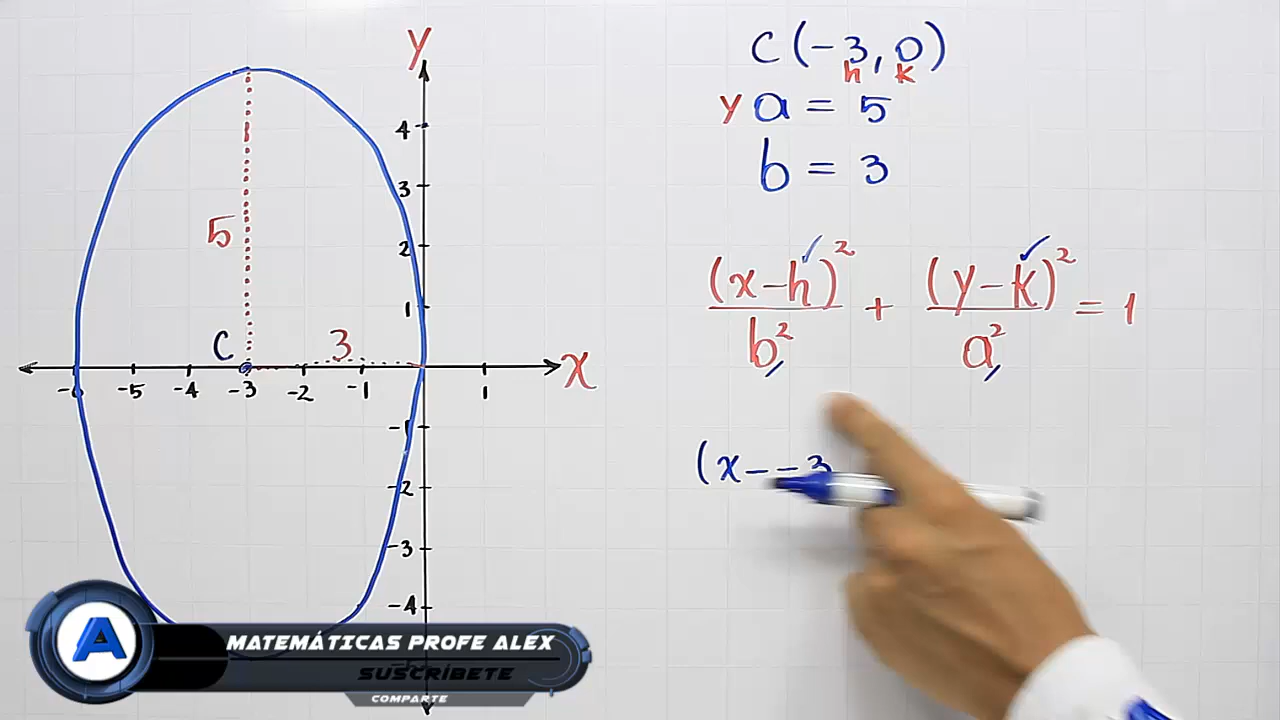 y
C (-3, 0)
h k
y a = 5
b = 3
4
3
2
1
5
C
3
x
-6 -5 -4 -3 -2 -1 1
-1
-2
-3
-4
(x-h)² + (y-k)² = 1
b² a²
(x--3
A
MATEMÁTICAS PROFE ALEX
SUSCRÍBETE
COMPARTE